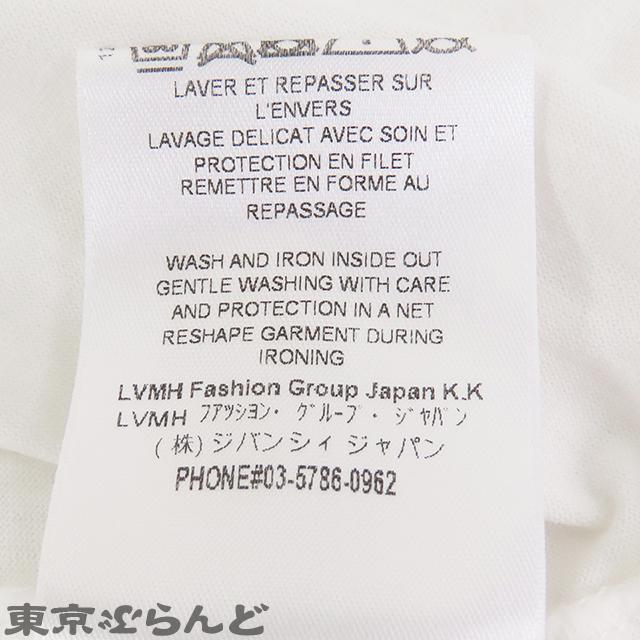 LAVER ET REPASSER SUR
L'ENVERS
LAVAGE DELICAT AVEC SOIN ET
PROTECTION EN FILET
REMETTRE EN FORME AU
REPASSAGE
WASH AND IRON INSIDE OUT
GENTLE WASHING WITH CARE
AND PROTECTION IN A NET
RESHAPE GARMENT DURING
IRONING
LVMH Fashion Group Japan K.K
LVMH ファッション・グループ・ジャパン
(株)ジバンシィ ジャパン
PHONE#03-5786-0962
東京ぶらんど